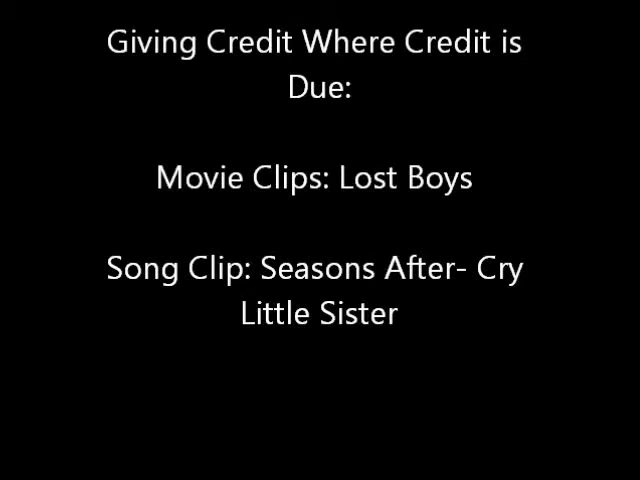 Giving Credit Where Credit is
Due:
Movie Clips: Lost Boys
Song Clip: Seasons After- Cry
Little Sister